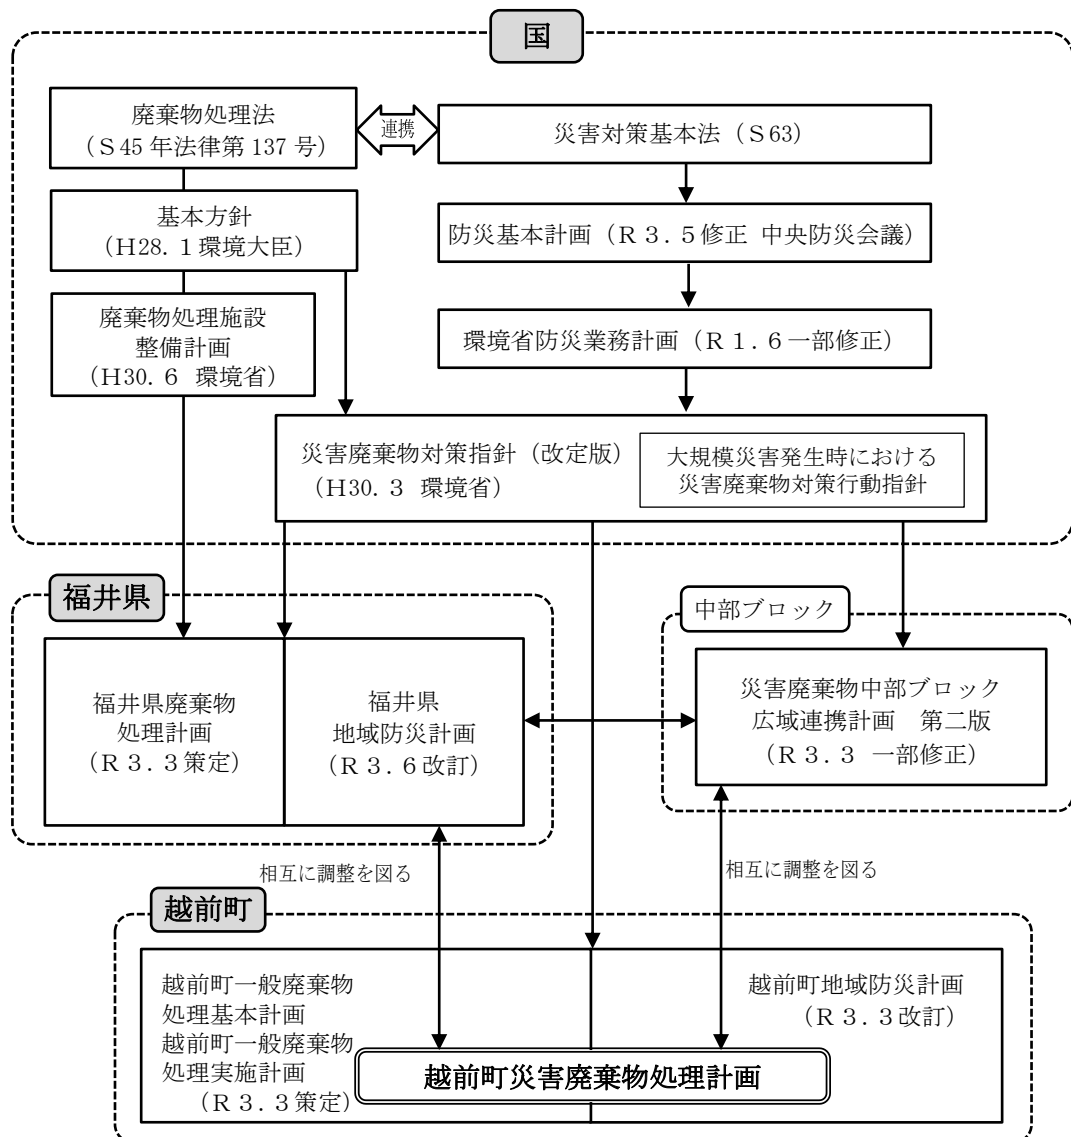 国
廃棄物処理法
(S45年法律第137号)
連携
災害対策基本法(S63)
基本方針
(H28.1環境大臣)
防災基本計画(R3.5修正 中央防災会議)
廃棄物処理施設
整備計画
(H30.6 環境省)
環境省防災業務計画(R1.6一部修正)
災害廃棄物対策指針(改定版)
(H30.3 環境省)
大規模災害発生時における
災害廃棄物対策行動指針
福井県
中部ブロック
福井県廃棄物
処理計画
(R3.3策定)
福井県
地域防災計画
(R3.6改訂)
災害廃棄物中部ブロック
広域連携計画 第二版
(R3.3 一部修正)
相互に調整を図る
相互に調整を図る
越前町
越前町一般廃棄物
処理基本計画
越前町一般廃棄物
処理実施計画
(R3.3策定)
越前町地域防災計画
(R3.3改訂)
越前町災害廃棄物処理計画